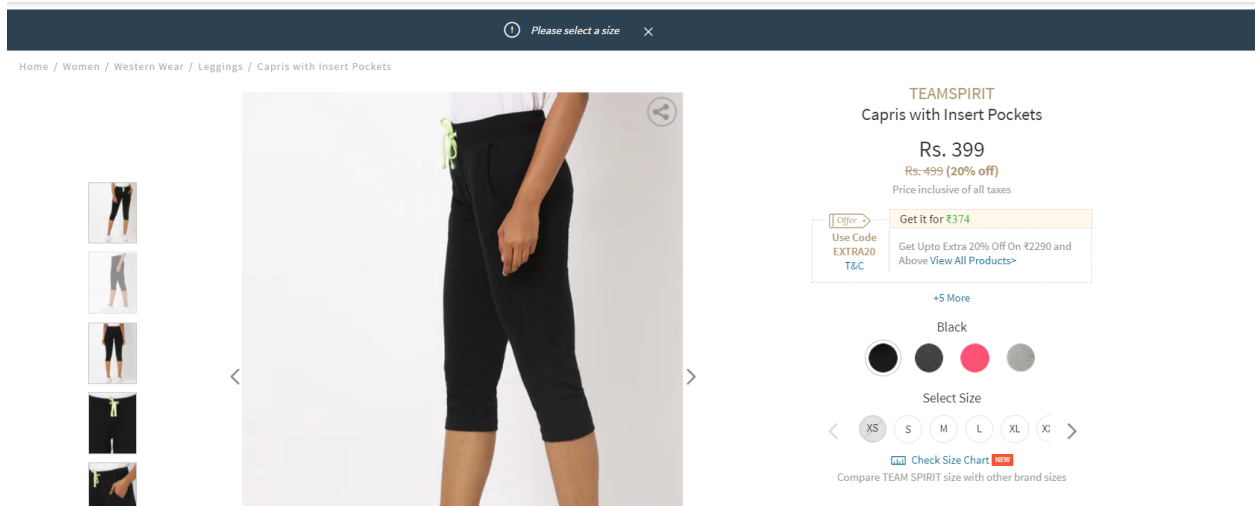 Please select a size
Home / Women / Western Wear / Leggings / Capris with Insert Pockets
TEAMSPIRIT
Capris with Insert Pockets
Rs. 399
Rs. 499 (20% off)
Price inclusive of all taxes
Offer
Use Code
EXTRA20
T&C
Get it for ₹374
Get Upto Extra 20% Off On ₹2290 and
Above View All Products>
+5 More
Black
Select Size
XS S M L XL
Check Size Chart NEW
Compare TEAM SPIRIT size with other brand sizes